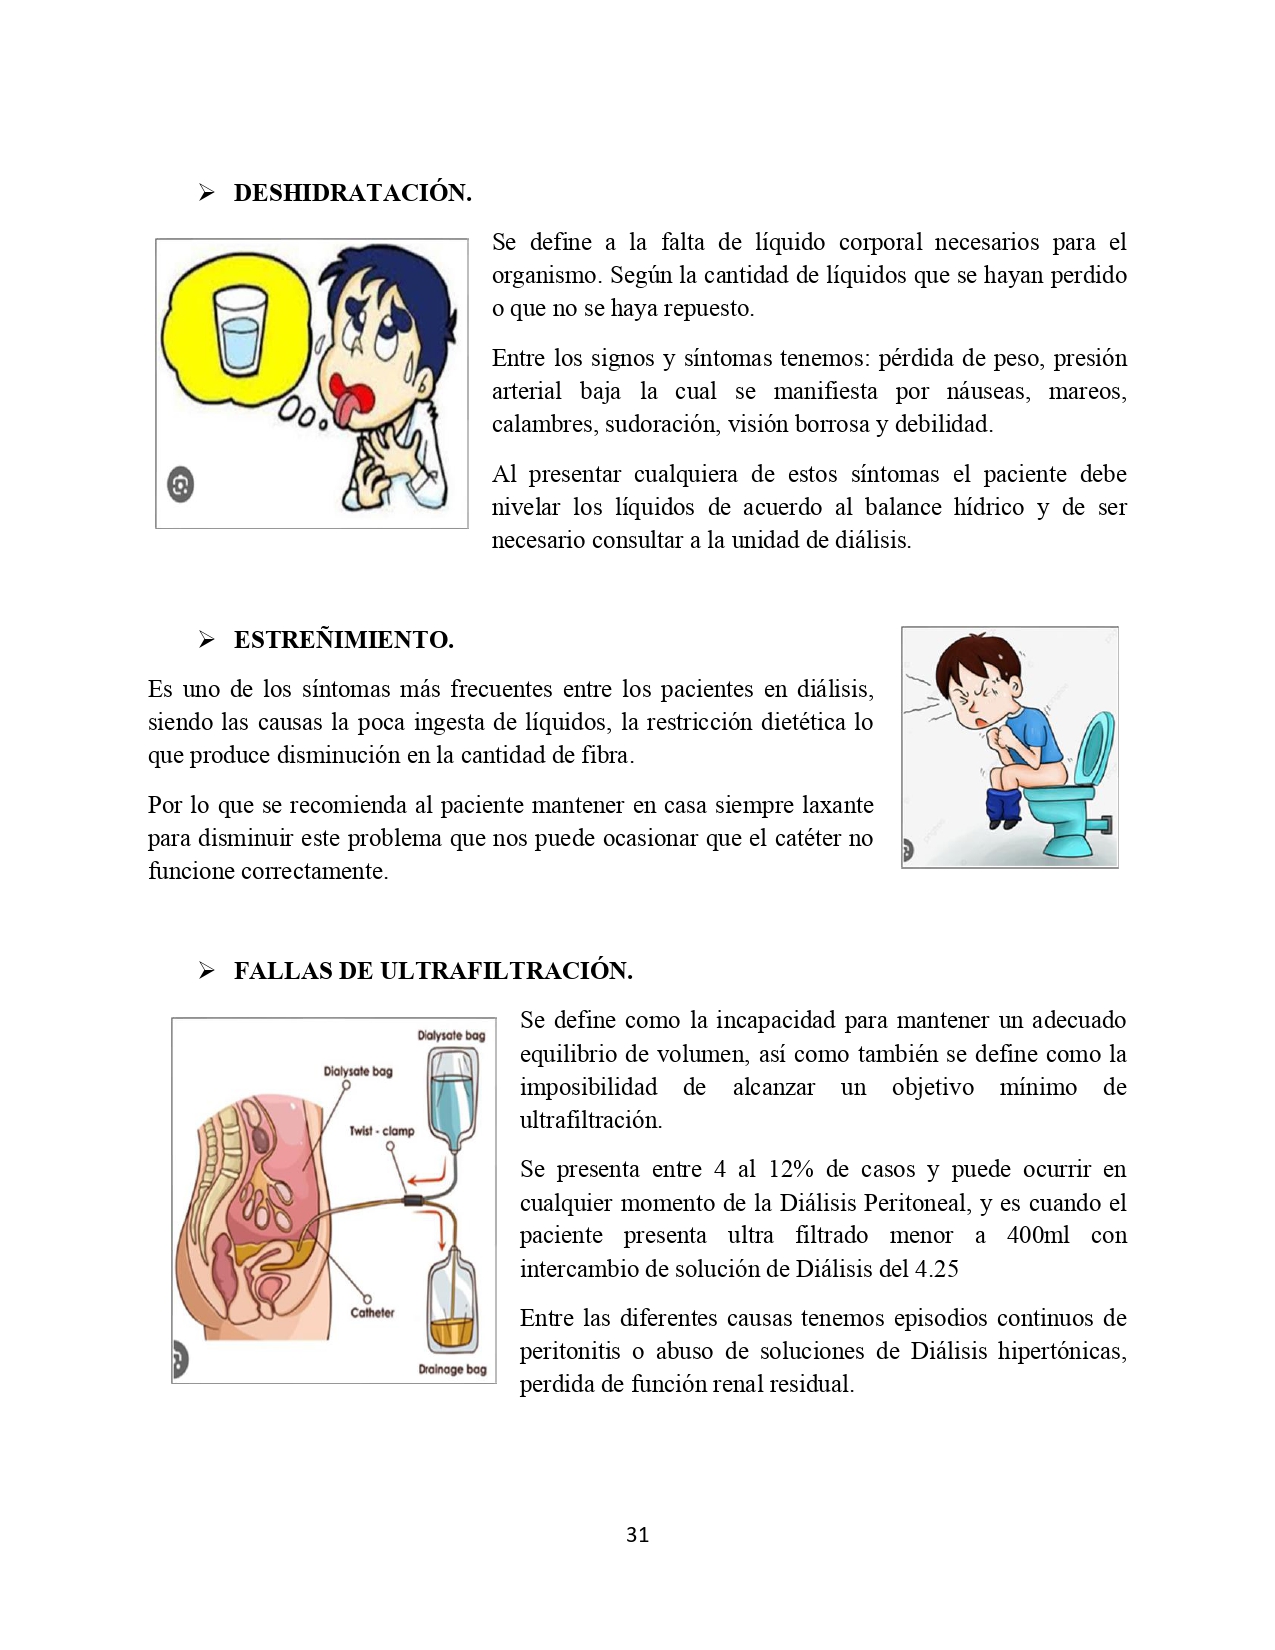 ➢ DESHIDRATACIÓN.
Se define a la falta de líquido corporal necesarios para el
organismo. Según la cantidad de líquidos que se hayan perdido
o que no se haya repuesto.
Entre los signos y síntomas tenemos: pérdida de peso, presión
arterial baja la cual se manifiesta por náuseas, mareos,
calambres, sudoración, visión borrosa y debilidad.
Al presentar cualquiera de estos síntomas el paciente debe
nivelar los líquidos de acuerdo al balance hídrico y de ser
necesario consultar a la unidad de diálisis.
➢ ESTREÑIMIENTO.
Es uno de los síntomas más frecuentes entre los pacientes en diálisis,
siendo las causas la poca ingesta de líquidos, la restricción dietética lo
que produce disminución en la cantidad de fibra.
Por lo que se recomienda al paciente mantener en casa siempre laxante
para disminuir este problema que nos puede ocasionar que el catéter no
funcione correctamente.
➢ FALLAS DE ULTRAFILTRACIÓN.
Dialysate bag
Dialysate bag
Twist - clamp
Catheter
Drainage bag
Se define como la incapacidad para mantener un adecuado
equilibrio de volumen, así como también se define como la
imposibilidad de alcanzar un objetivo mínimo de
ultrafiltración.
Se presenta entre 4 al 12% de casos y puede ocurrir en
cualquier momento de la Diálisis Peritoneal, y es cuando el
paciente presenta ultra filtrado menor a 400ml con
intercambio de solución de Diálisis del 4.25
Entre las diferentes causas tenemos episodios continuos de
peritonitis o abuso de soluciones de Diálisis hipertónicas,
perdida de función renal residual.
31